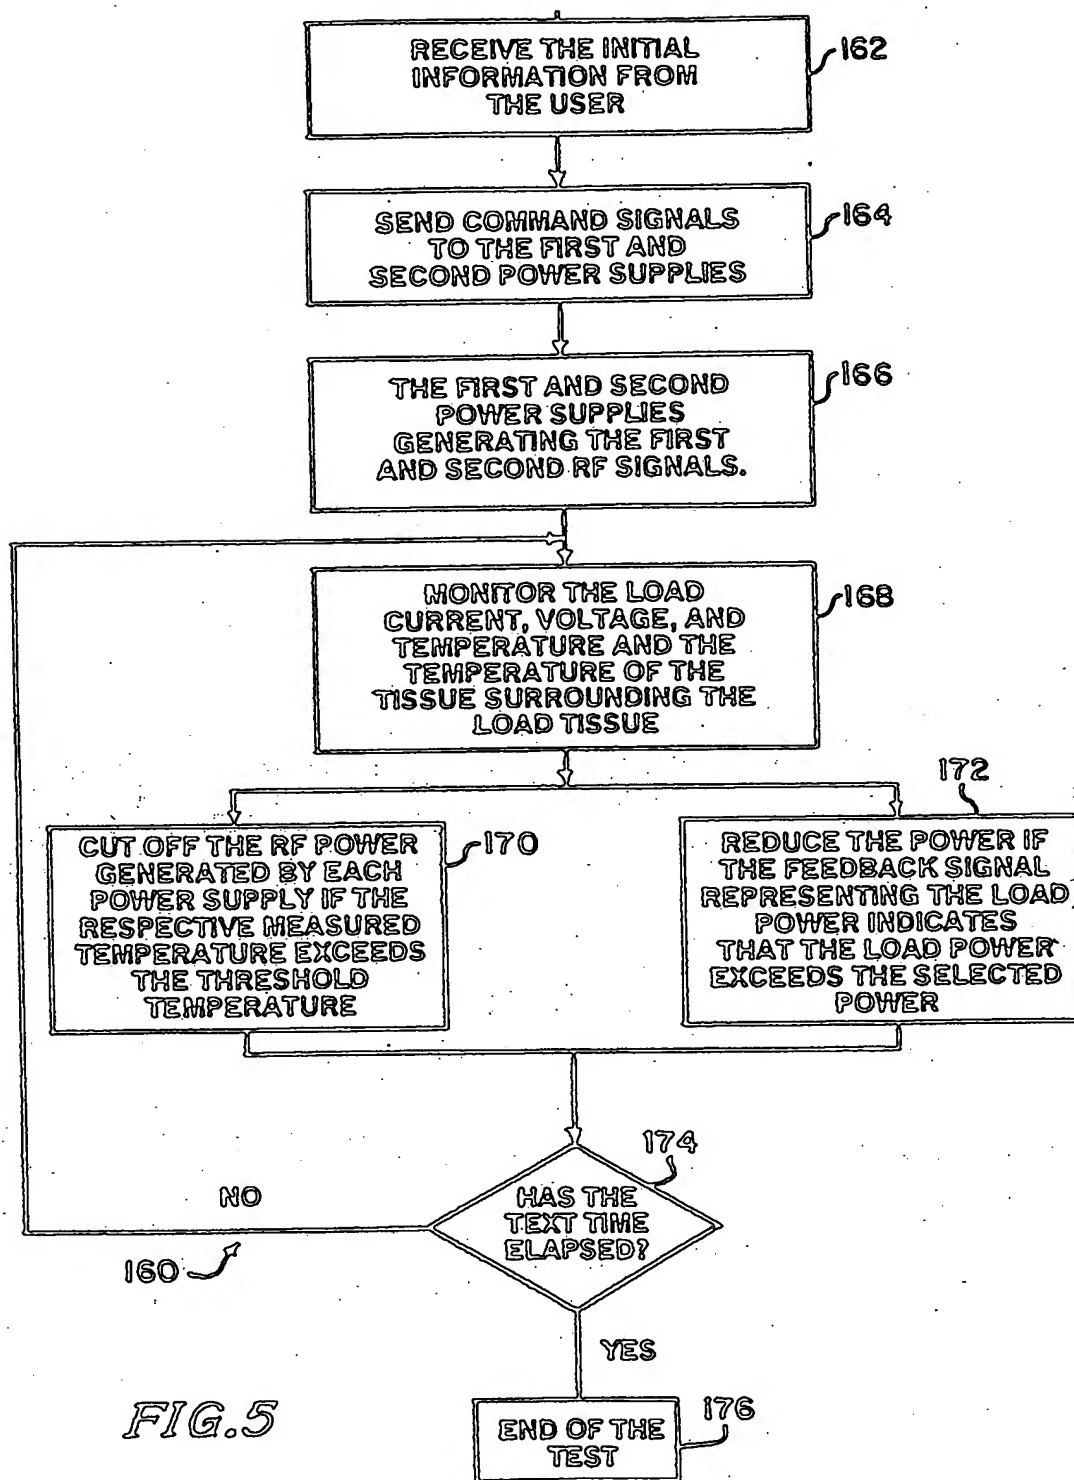 RECEIVE THE INITIAL
INFORMATION FROM
THE USER
162
SEND COMMAND SIGNALS
TO THE FIRST AND
SECOND POWER SUPPLIES
164
THE FIRST AND SECOND
POWER SUPPLIES
GENERATING THE FIRST
AND SECOND RF SIGNALS.
166
MONITOR THE LOAD
CURRENT, VOLTAGE, AND
TEMPERATURE AND THE
TEMPERATURE OF THE
TISSUE SURROUNDING THE
LOAD TISSUE
168
CUT OFF THE RF POWER
GENERATED BY EACH
POWER SUPPLY IF THE
RESPECTIVE MEASURED
TEMPERATURE EXCEEDS
THE THRESHOLD
TEMPERATURE
170
172
REDUCE THE POWER IF
THE FEEDBACK SIGNAL
REPRESENTING THE LOAD
POWER INDICATES
THAT THE LOAD POWER
EXCEEDS THE SELECTED
POWER
174
HAS THE
TEXT TIME
ELAPSED?
NO
160
YES
END OF THE
TEST
176
FIG.5